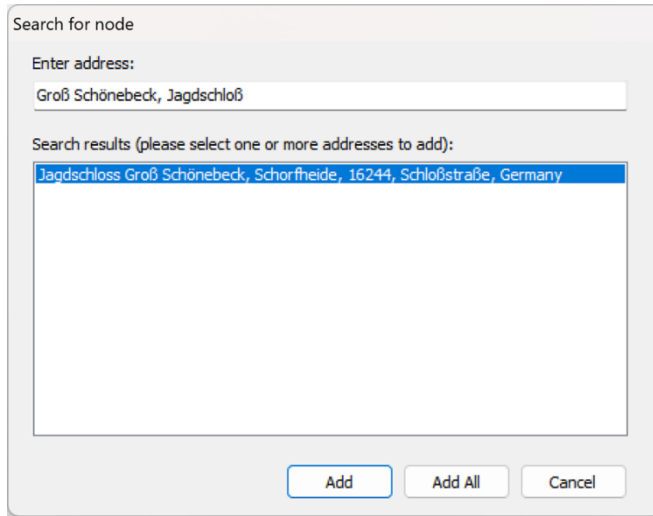 Search for node
Enter address:
Groß Schönebeck, Jagdschloß
Search results (please select one or more addresses to add):
Jagdschloss Groß Schönebeck, Schorfheide, 16244, Schloßstraße, Germany
Add Add All Cancel